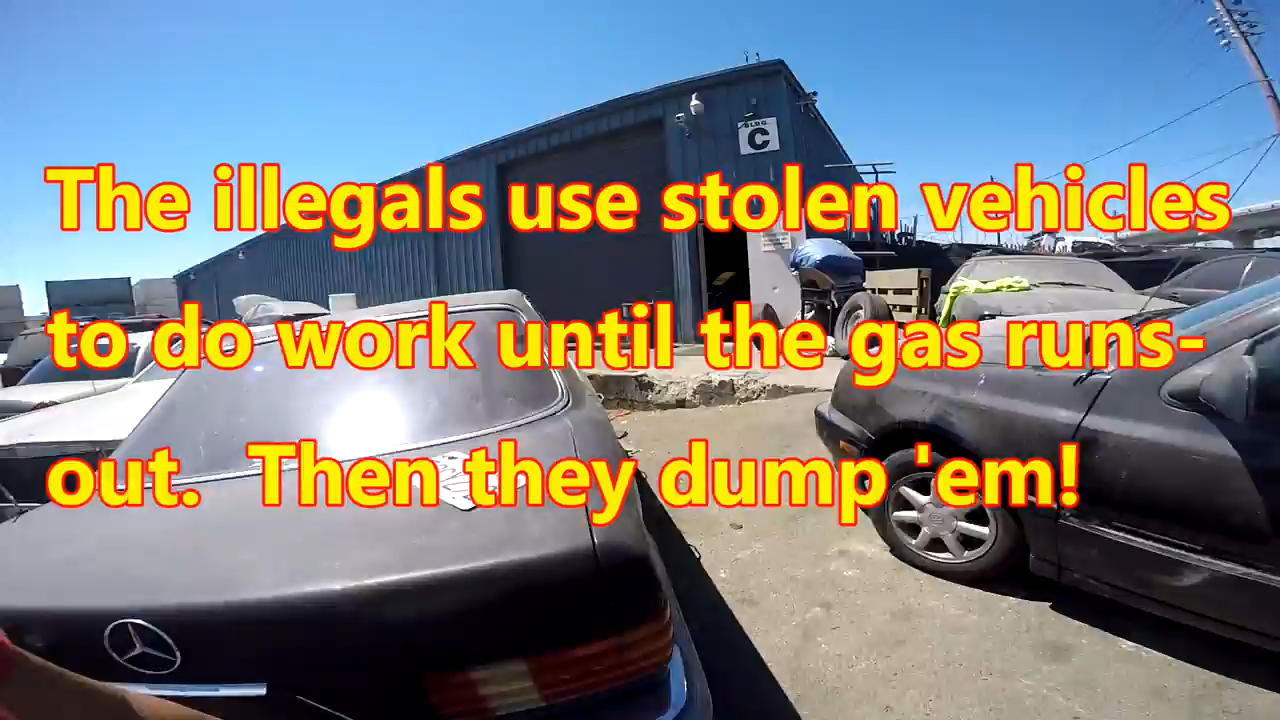 BLDG
C
The illegals use stolen vehicles
to do work until the gas runs-
out.  Then they dump 'em!